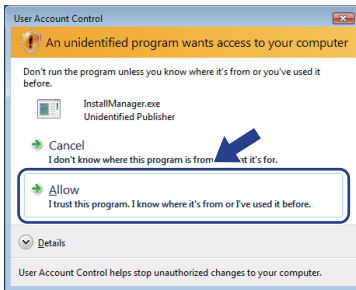 User Account Control
An unidentified program wants access to your computer
Don't run the program unless you know where it's from or you've used it
before.
InstallManager.exe
Unidentified Publisher
Cancel
I don't know where this program is from it's for.
Allow
I trust this program. I know where it's from or I've used it before.
Details
User Account Control helps stop unauthorized changes to your computer.